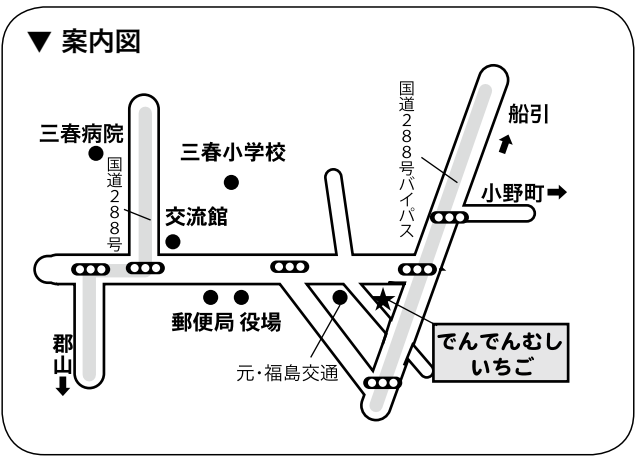 ▼ 案内図
国道288号バイパス
船引
三春病院
三春小学校
国道288号
小野町
交流館
郵便局 役場
でんでんむし
いちご
郡山
元・福島交通